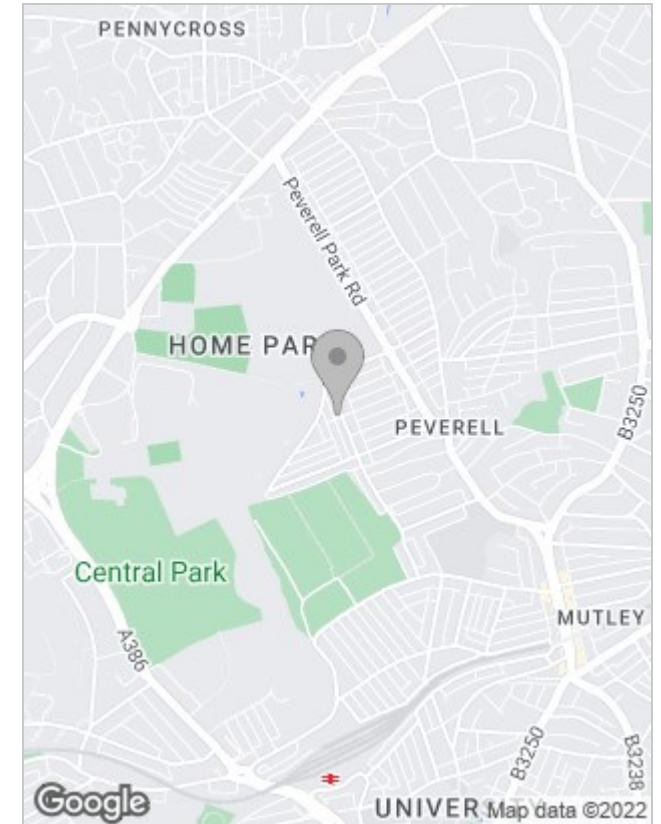 PENNYCROSS
Peverell Park Rd
HOME PAR
B3250
PEVERELL
Central Park
MUTLEY
A386
B3250
B3238
UNIVER
Google
Map data ©2022